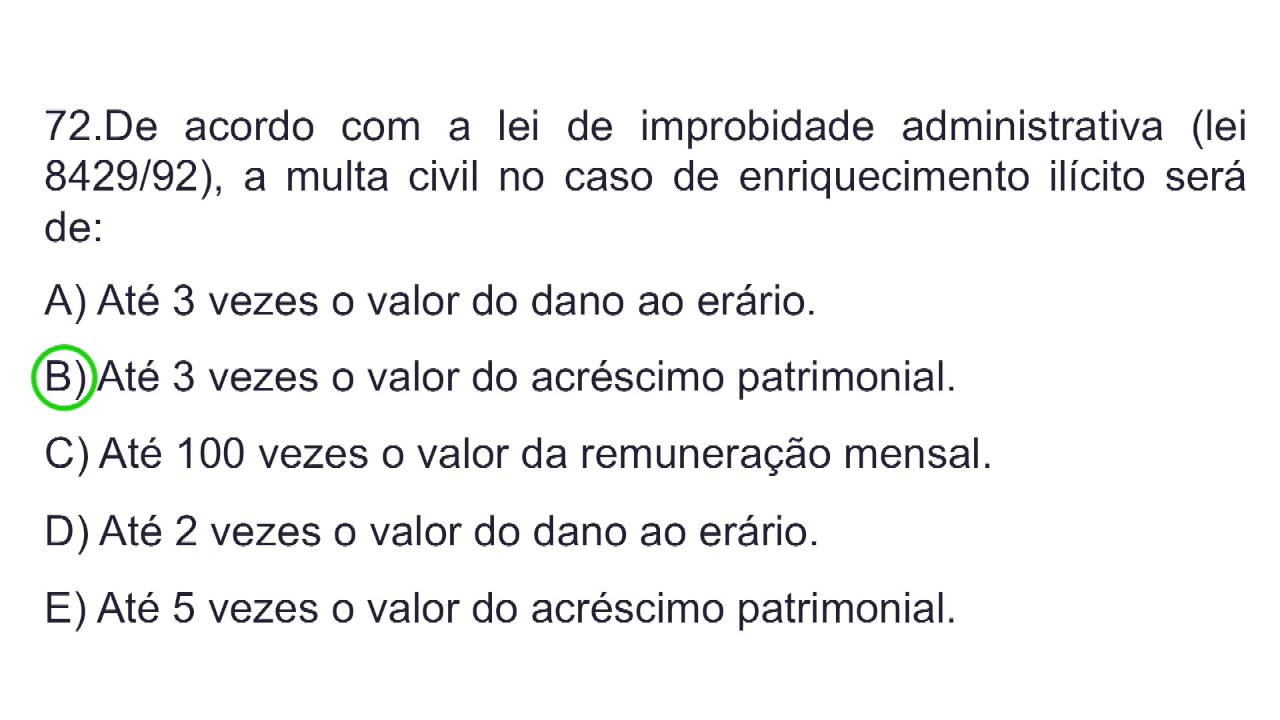 72.De acordo com a lei de improbidade administrativa (lei
8429/92), a multa civil no caso de enriquecimento ilícito será
de:
A) Até 3 vezes o valor do dano ao erário.
B) Até 3 vezes o valor do acréscimo patrimonial.
C) Até 100 vezes o valor da remuneração mensal.
D) Até 2 vezes o valor do dano ao erário.
E) Até 5 vezes o valor do acréscimo patrimonial.